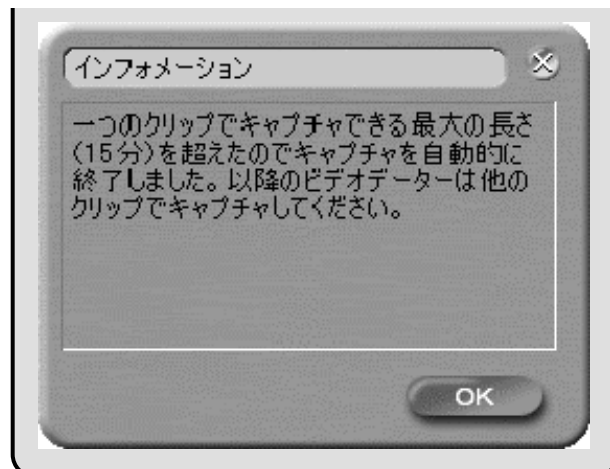 インフォメーション
一つのクリップでキャプチャできる最大の長さ
(15分)を超えたのでキャプチャを自動的に
終了しました。以降のビデオデーターは他の
クリップでキャプチャしてください。
OK